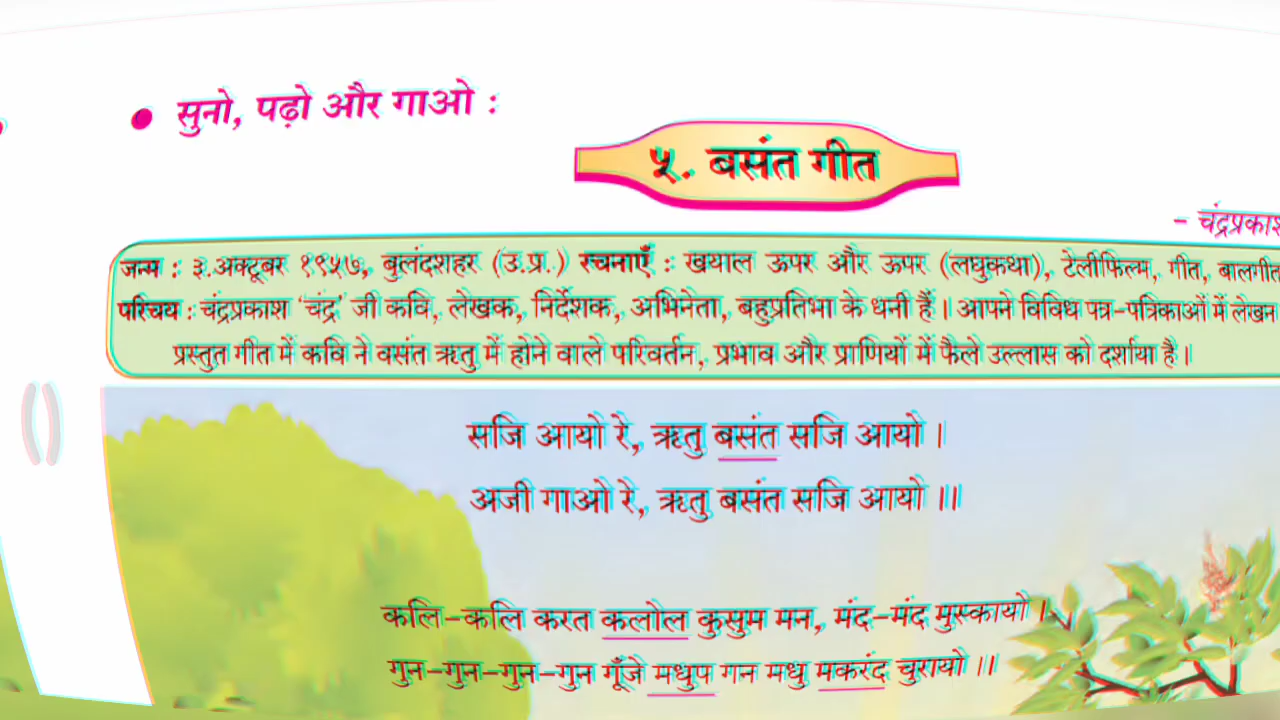 ● सुनो, पढ़ो और गाओ :
५. बसंत गीत
- चंद्रप्रकाश
जन्म : ३ अक्टूबर १९५७, बुलंदशहर (उ.प्र.) रचनाएँ : खयाल ऊपर और ऊपर (लघुकथा), टेलीफिल्म, गीत, बालगीत
परिचय : चंद्रप्रकाश 'चंद्र' जी कवि, लेखक, निर्देशक, अभिनेता, बहुप्रतिभा के धनी हैं । आपने विविध पत्र-पत्रिकाओं में लेखन
प्रस्तुत गीत में कवि ने वसंत ऋतु में होने वाले परिवर्तन, प्रभाव और प्राणियों में फैले उल्लास को दर्शाया है ।
सजि आयो रे, ऋतु बसंत सजि आयो ।
अजी गाओ रे, ऋतु बसंत सजि आयो ।।
कलि-कलि करत कलोल कुसुम मन, मंद-मंद मुस्कायो ।
गुन-गुन-गुन-गुन गूँजे मधुप गन मधु मकरंद चुरायो ।।